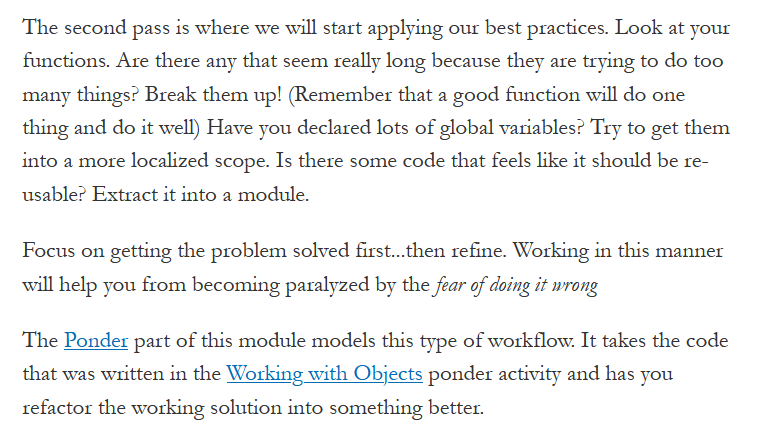 The second pass is where we will start applying our best practices. Look at your
functions. Are there any that seem really long because they are trying to do too
many things? Break them up! (Remember that a good function will do one
thing and do it well) Have you declared lots of global variables? Try to get them
into a more localized scope. Is there some code that feels like it should be re-
usable? Extract it into a module.
Focus on getting the problem solved first...then refine. Working in this manner
will help you from becoming paralyzed by the fear of doing it wrong
The Ponder part of this module models this type of workflow. It takes the code
that was written in the Working with Objects ponder activity and has you
refactor the working solution into something better.